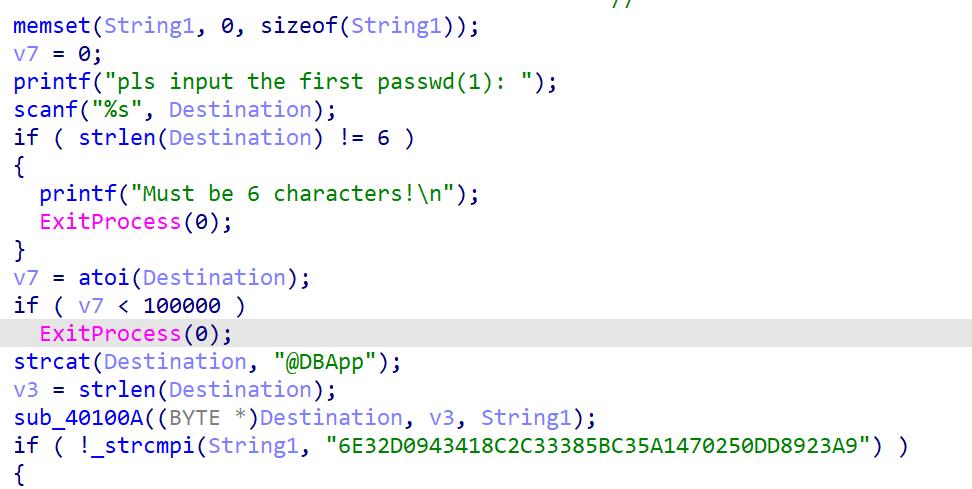 //
memset(String1, 0, sizeof(String1));
v7 = 0;
printf("pls input the first passwd(1): ");
scanf("%s", Destination);
if ( strlen(Destination) != 6 )
{
  printf("Must be 6 characters!\n");
  ExitProcess(0);
}
v7 = atoi(Destination);
if ( v7 < 100000 )
  ExitProcess(0);
strcat(Destination, "@DBApp");
v3 = strlen(Destination);
sub_40100A((BYTE *)Destination, v3, String1);
if ( !_strcmpi(String1, "6E32D0943418C2C33385BC35A1470250DD8923A9") )
{